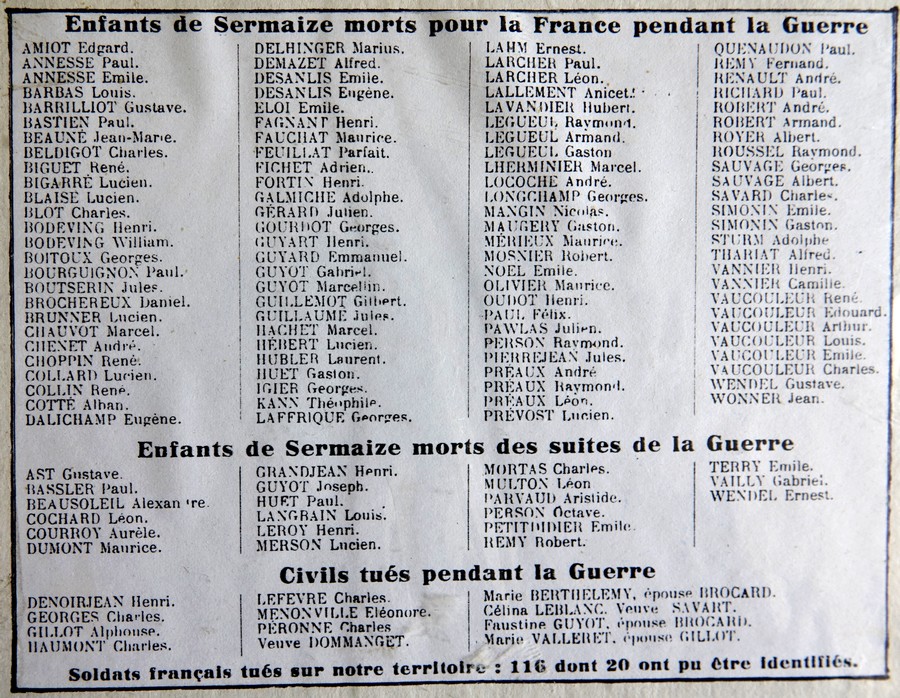 Enfants de Sermaize morts pour la France pendant la Guerre
AMIOT Edgard.
ANNESSE Paul.
ANNESSE Emile.
BARBAS Louis.
BARRILLIOT Gustave.
BASTIEN Paul.
BEAUNÉ Jean-Marie.
BELDIGOT Charles.
BIGUET René.
BIGARRÉ Lucien.
BLAISE Lucien.
BLOT Charles.
BODEVING Henri.
BODEVING William.
BOITOUX Georges.
BOURGUIGNON Paul.
BOUTSERIN Jules.
BROCHEREUX Daniel.
BRUNNER Lucien.
CHAUVOT Marcel.
CHENET André.
CHOPPIN René.
COLLARD Lucien.
COLLIN René.
COTTÉ Alban.
DALICHAMP Eugène.
DELHINGER Marius.
DEMAZET Alfred.
DESANLIS Emile.
DESANLIS Eugène.
ELOI Emile.
FAGNANT Henri.
FAUCHAT Maurice.
FEUILLAT Parfait.
FICHET Adrien.
FORTIN Henri.
GALMICHE Adolphe.
GÉRARD Julien.
GOURDOT Georges.
GUYART Henri.
GUYARD Emmanuel.
GUYOT Gabriel.
GUYOT Marcellin.
GUILLEMOT Gilbert.
GUILLAUME Jules.
HACHET Marcel.
HÉBERT Lucien.
HUBLER Laurent.
HUET Gaston.
IGIER Georges.
KANN Théophile.
LAFFRIQUE Georges.
LAHM Ernest.
LARCHER Paul.
LARCHER Léon.
LALLEMENT Anicet.
LAVANDIER Hubert.
LEGUEUL Raymond.
LEGUEUL Armand.
LEGUEUL Gaston
LHERMINIER Marcel.
LOCOCHE André.
LONGCHAMP Georges.
MANGIN Nicolas.
MAUGERY Gaston.
MÉRIEUX Maurice.
MOSNIER Robert.
NOEL Emile.
OLIVIER Maurice.
OUDOT Henri.
PAUL Félix.
PAWLAS Julien.
PERSON Raymond.
PIERREJEAN Jules.
PRÉAUX André
PRÉAUX Raymond.
PRÉAUX Léon.
PRÉVOST Lucien.
QUENAUDON Paul.
REMY Fernand.
RENAULT André.
RICHARD Paul.
ROBERT André.
ROBERT Armand.
ROYER Albert.
ROUSSEL Raymond.
SAUVAGE Georges.
SAUVAGE Albert.
SAVARD Charles.
SIMONIN Emile.
SIMONIN Gaston.
STURM Adolphe
THARIAT Alfred.
VANNIER Henri.
VANNIER Camille.
VAUCOULEUR René.
VAUCOULEUR Edouard.
VAUCOULEUR Arthur.
VAUCOULEUR Louis.
VAUCOULEUR Emile.
VAUCOULEUR Charles.
WENDEL Gustave.
WONNER Jean.
Enfants de Sermaize morts des suites de la Guerre
AST Gustave.
BASSLER Paul.
BEAUSOLEIL
COCHARD Léon.
COURROY Aurèle.
DUMONT Maurice.
GRANDJEAN Henri.
GUYOT Joseph.
HUET Paul.
LANGRAIN Louis.
LEROY Henri.
MERSON Lucien.
MORTAS Charles.
MULTON Léon
PARVAUD Aristide.
PERSON Octave.
PETITDIDIER Emile.
REMY Robert.
TERRY Emile.
VAILLY Gabriel.
WENDEL Ernest.
Civils tués pendant la Guerre
DENOIRJEAN Henri.
GEORGES Charles.
GILLOT Alphonse.
HAUMONT Charles.
LEFEVRE Charles.
MENONVILLE Eléonore.
PÉRONNE Charles
Veuve DOMMANGET.
Marie BERTHELEMY, épouse BROCARD.
Célina LEBLANC, Veuve SAVART.
Faustine GUYOT, épouse BROCARD.
Marie VALLERET, épouse GILLOT.
Soldats français tués sur notre territoire : 116 dont 20 ont pu être identifiés.